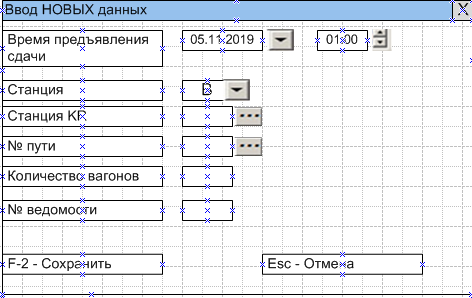 Ввод НОВЫХ данных X
Время предъявления 05.11.2019 01:00
сдачи
Станция В
Станция КР
№ пути
Количество вагонов
№ ведомости
F-2 - Сохранить Esc - Отмена